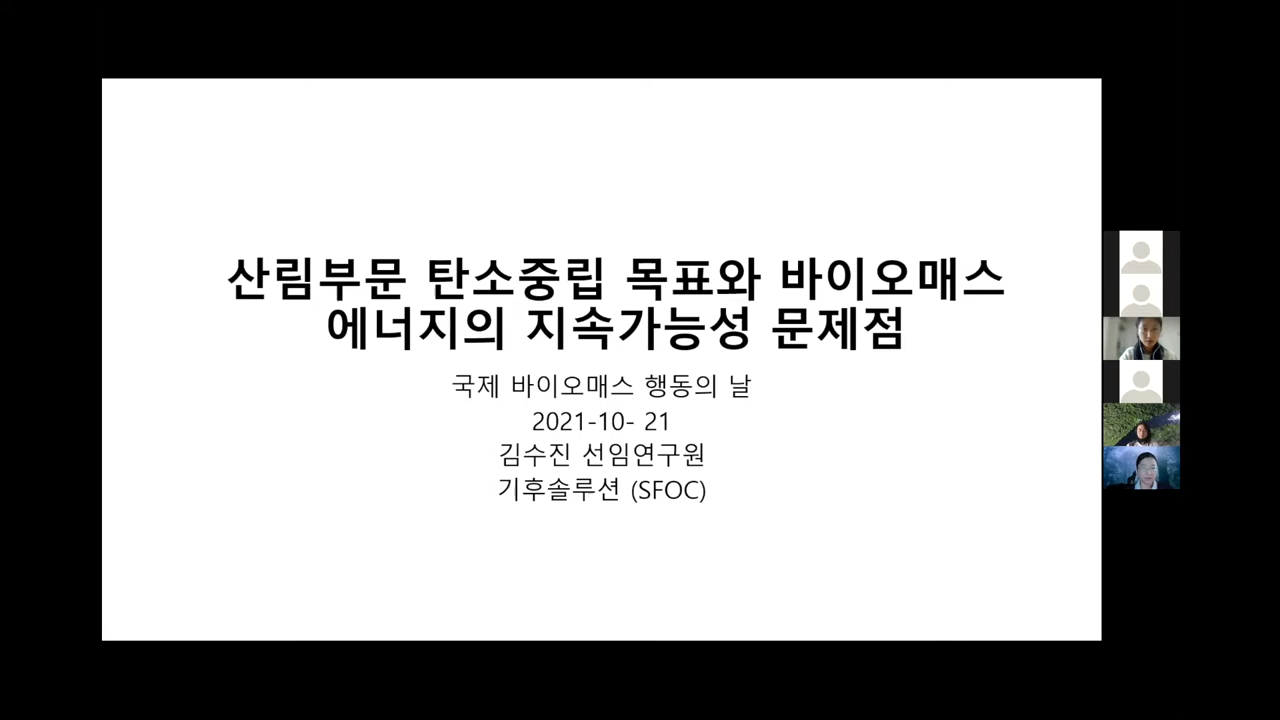 산림부문 탄소중립 목표와 바이오매스
에너지의 지속가능성 문제점
국제 바이오매스 행동의 날
2021-10- 21
김수진 선임연구원
기후솔루션 (SFOC)